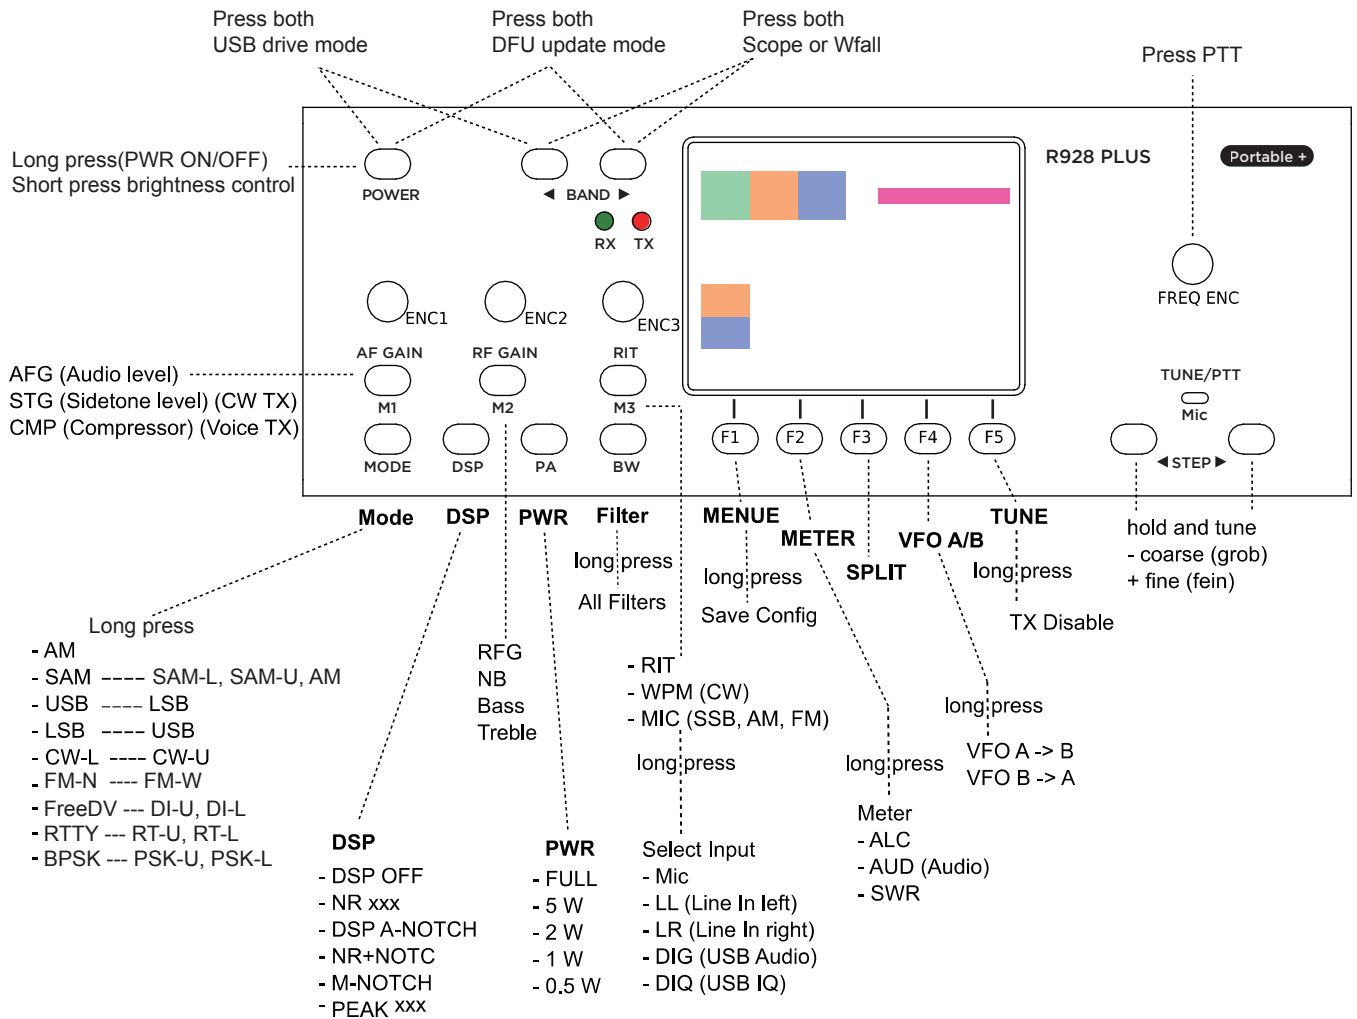 Press both
USB drive mode
Press both
DFU update mode
Press both
Scope or Wfall
Press PTT
Long press(PWR ON/OFF)
Short press brightness control
POWER
◄ BAND ►
RX TX
R928 PLUS
Portable +
FREQ ENC
ENC1
ENC2
ENC3
AF GAIN
RF GAIN
RIT
AFG (Audio level)
STG (Sidetone level) (CW TX)
CMP (Compressor) (Voice TX)
M1
M2
M3
TUNE/PTT
Mic
MODE
DSP
PA
BW
F1
F2
F3
F4
F5
◄STEP►
Mode
DSP
PWR
Filter
MENUE
METER
SPLIT
VFO A/B
TUNE
hold and tune
- coarse (grob)
+ fine (fein)
long press
All Filters
long press
Save Config
long press
TX Disable
Long press
- AM
- SAM ---- SAM-L, SAM-U, AM
- USB ---- LSB
- LSB ---- USB
- CW-L ---- CW-U
- FM-N ---- FM-W
- FreeDV --- DI-U, DI-L
- RTTY --- RT-U, RT-L
- BPSK --- PSK-U, PSK-L
RFG
NB
Bass
Treble
- RIT
- WPM (CW)
- MIC (SSB, AM, FM)
long press
Select Input
- Mic
- LL (Line In left)
- LR (Line In right)
- DIG (USB Audio)
- DIQ (USB IQ)
long press
VFO A -> B
VFO B -> A
long press
Meter
- ALC
- AUD (Audio)
- SWR
DSP
- DSP OFF
- NR xxx
- DSP A-NOTCH
- NR+NOTC
- M-NOTCH
- PEAK xxx
PWR
- FULL
- 5 W
- 2 W
- 1 W
- 0.5 W